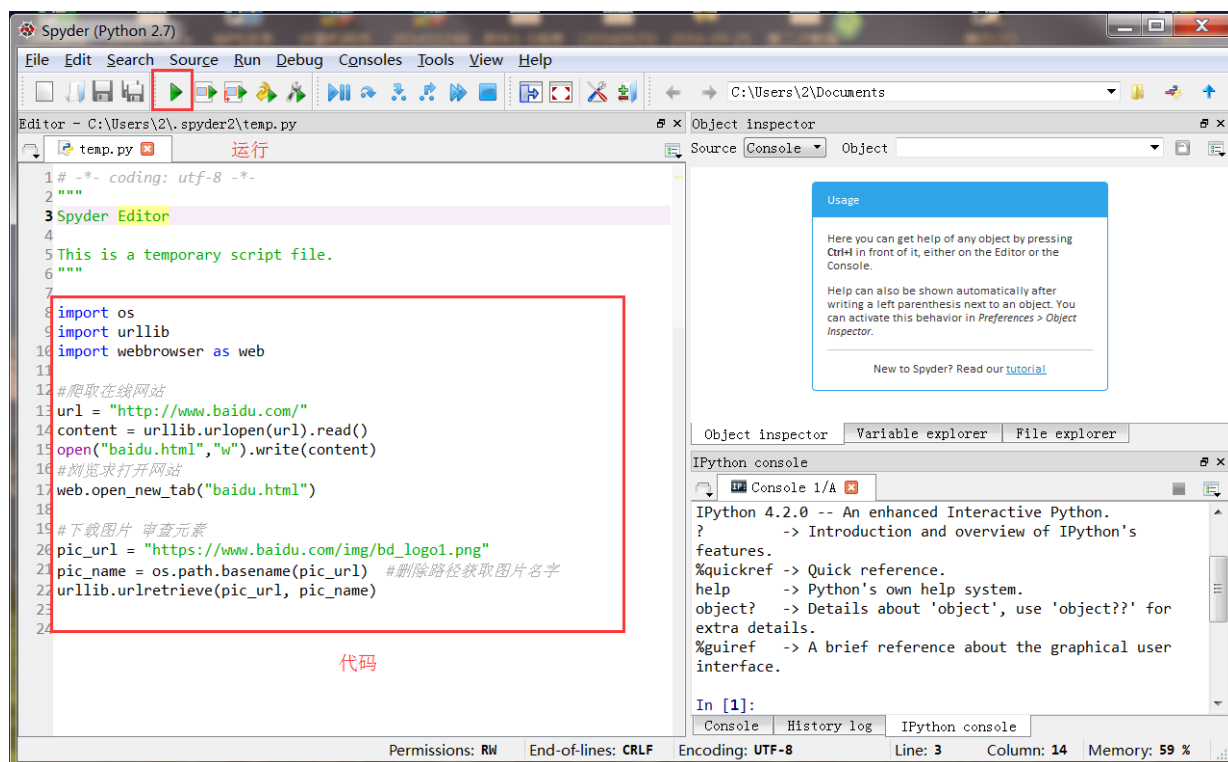 Spyder (Python 2.7)
File Edit Search Source Run Debug Consoles Tools View Help
C:\Users\2\Documents
Editor - C:\Users\2\.spyder2\temp.py
temp.py
运行
1 # -*- coding: utf-8 -*-
2 """
3 Spyder Editor
4
5 This is a temporary script file.
6 """
7
8 import os
9 import urllib
10 import webbrowser as web
11
12 #爬取在线网站
13 url = "http://www.baidu.com/"
14 content = urllib.urlopen(url).read()
15 open("baidu.html","w").write(content)
16 #浏览求打开网站
17 web.open_new_tab("baidu.html")
18
19 #下载图片 审查元素
20 pic_url = "https://www.baidu.com/img/bd_logo1.png"
21 pic_name = os.path.basename(pic_url) #删除路径获取图片名字
22 urllib.urlretrieve(pic_url, pic_name)
23
24
代码
Object inspector
Source Console Object
Usage
Here you can get help of any object by pressing
Ctrl+I in front of it, either on the Editor or the
Console.
Help can also be shown automatically after
writing a left parenthesis next to an object. You
can activate this behavior in Preferences > Object
Inspector.
New to Spyder? Read our tutorial
Object inspector Variable explorer File explorer
IPython console
IP: Console 1/A
IPython 4.2.0 -- An enhanced Interactive Python.
? -> Introduction and overview of IPython's
features.
%quickref -> Quick reference.
help -> Python's own help system.
object? -> Details about 'object', use 'object??' for
extra details.
%guiref -> A brief reference about the graphical user
interface.
In [1]:
Console History log IPython console
Permissions: RW End-of-lines: CRLF Encoding: UTF-8 Line: 3 Column: 14 Memory: 59 %